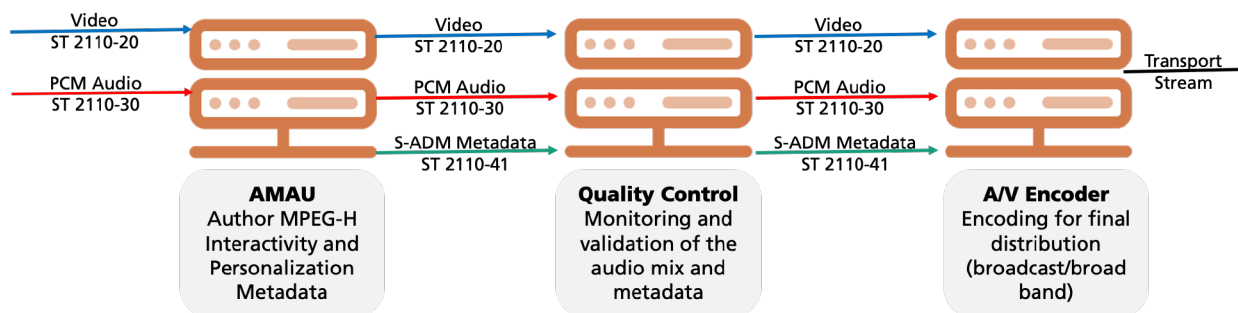 Video
ST 2110-20
PCM Audio
ST 2110-30
Video
ST 2110-20
PCM Audio
ST 2110-30
S-ADM Metadata
ST 2110-41
Video
ST 2110-20
PCM Audio
ST 2110-30
S-ADM Metadata
ST 2110-41
Transport
Stream
AMAU
Author MPEG-H
Interactivity and
Personalization
Metadata
Quality Control
Monitoring and
validation of the
audio mix and
metadata
A/V Encoder
Encoding for final
distribution
(broadcast/broad
band)